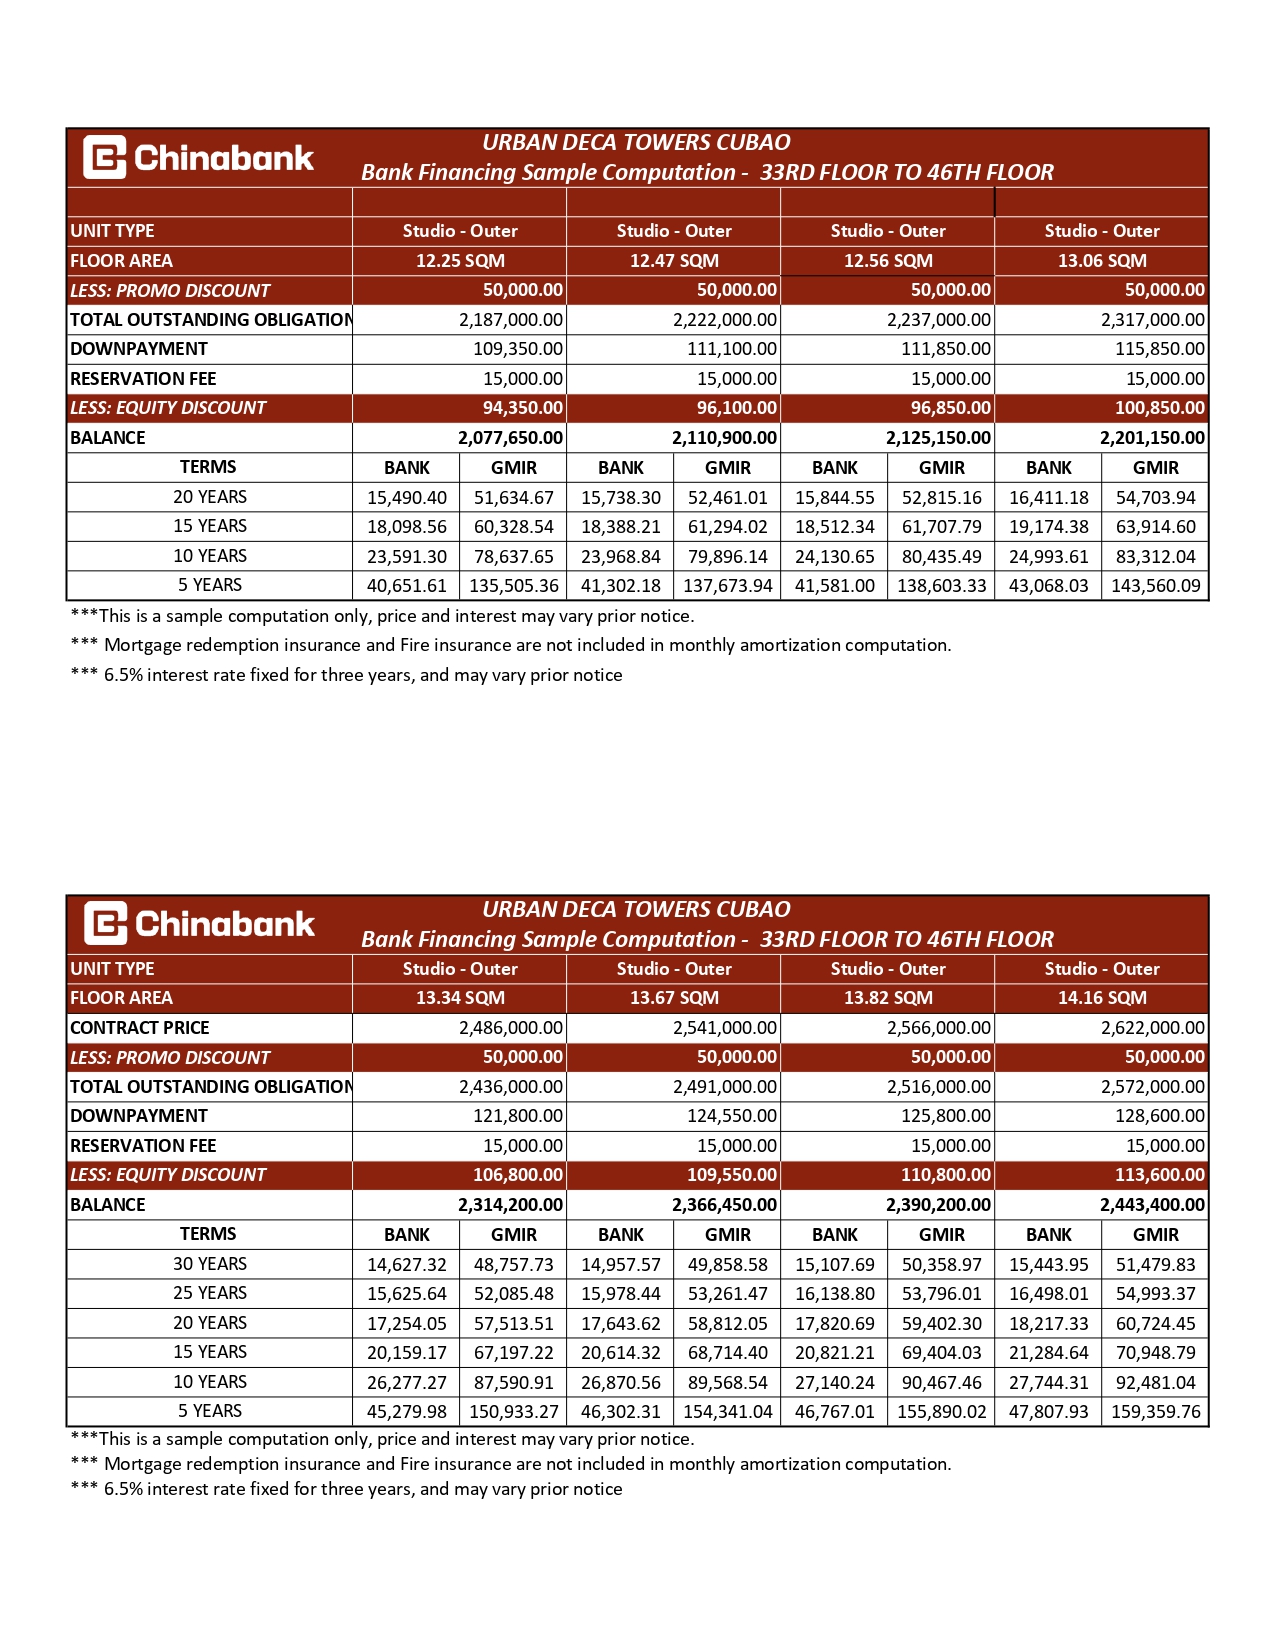 Chinabank
URBAN DECA TOWERS CUBAO
Bank Financing Sample Computation - 33RD FLOOR TO 46TH FLOOR
UNIT TYPE Studio - Outer Studio - Outer Studio - Outer Studio - Outer
FLOOR AREA 12.25 SQM 12.47 SQM 12.56 SQM 13.06 SQM
LESS: PROMO DISCOUNT 50,000.00 50,000.00 50,000.00 50,000.00
TOTAL OUTSTANDING OBLIGATION 2,187,000.00 2,222,000.00 2,237,000.00 2,317,000.00
DOWNPAYMENT 109,350.00 111,100.00 111,850.00 115,850.00
RESERVATION FEE 15,000.00 15,000.00 15,000.00 15,000.00
LESS: EQUITY DISCOUNT 94,350.00 96,100.00 96,850.00 100,850.00
BALANCE 2,077,650.00 2,110,900.00 2,125,150.00 2,201,150.00
TERMS BANK GMIR BANK GMIR BANK GMIR BANK GMIR
20 YEARS 15,490.40 51,634.67 15,738.30 52,461.01 15,844.55 52,815.16 16,411.18 54,703.94
15 YEARS 18,098.56 60,328.54 18,388.21 61,294.02 18,512.34 61,707.79 19,174.38 63,914.60
10 YEARS 23,591.30 78,637.65 23,968.84 79,896.14 24,130.65 80,435.49 24,993.61 83,312.04
5 YEARS 40,651.61 135,505.36 41,302.18 137,673.94 41,581.00 138,603.33 43,068.03 143,560.09
***This is a sample computation only, price and interest may vary prior notice.
*** Mortgage redemption insurance and Fire insurance are not included in monthly amortization computation.
*** 6.5% interest rate fixed for three years, and may vary prior notice
Chinabank
URBAN DECA TOWERS CUBAO
Bank Financing Sample Computation - 33RD FLOOR TO 46TH FLOOR
UNIT TYPE Studio - Outer Studio - Outer Studio - Outer Studio - Outer
FLOOR AREA 13.34 SQM 13.67 SQM 13.82 SQM 14.16 SQM
CONTRACT PRICE 2,486,000.00 2,541,000.00 2,566,000.00 2,622,000.00
LESS: PROMO DISCOUNT 50,000.00 50,000.00 50,000.00 50,000.00
TOTAL OUTSTANDING OBLIGATION 2,436,000.00 2,491,000.00 2,516,000.00 2,572,000.00
DOWNPAYMENT 121,800.00 124,550.00 125,800.00 128,600.00
RESERVATION FEE 15,000.00 15,000.00 15,000.00 15,000.00
LESS: EQUITY DISCOUNT 106,800.00 109,550.00 110,800.00 113,600.00
BALANCE 2,314,200.00 2,366,450.00 2,390,200.00 2,443,400.00
TERMS BANK GMIR BANK GMIR BANK GMIR BANK GMIR
30 YEARS 14,627.32 48,757.73 14,957.57 49,858.58 15,107.69 50,358.97 15,443.95 51,479.83
25 YEARS 15,625.64 52,085.48 15,978.44 53,261.47 16,138.80 53,796.01 16,498.01 54,993.37
20 YEARS 17,254.05 57,513.51 17,643.62 58,812.05 17,820.69 59,402.30 18,217.33 60,724.45
15 YEARS 20,159.17 67,197.22 20,614.32 68,714.40 20,821.21 69,404.03 21,284.64 70,948.79
10 YEARS 26,277.27 87,590.91 26,870.56 89,568.54 27,140.24 90,467.46 27,744.31 92,481.04
5 YEARS 45,279.98 150,933.27 46,302.31 154,341.04 46,767.01 155,890.02 47,807.93 159,359.76
***This is a sample computation only, price and interest may vary prior notice.
*** Mortgage redemption insurance and Fire insurance are not included in monthly amortization computation.
*** 6.5% interest rate fixed for three years, and may vary prior notice